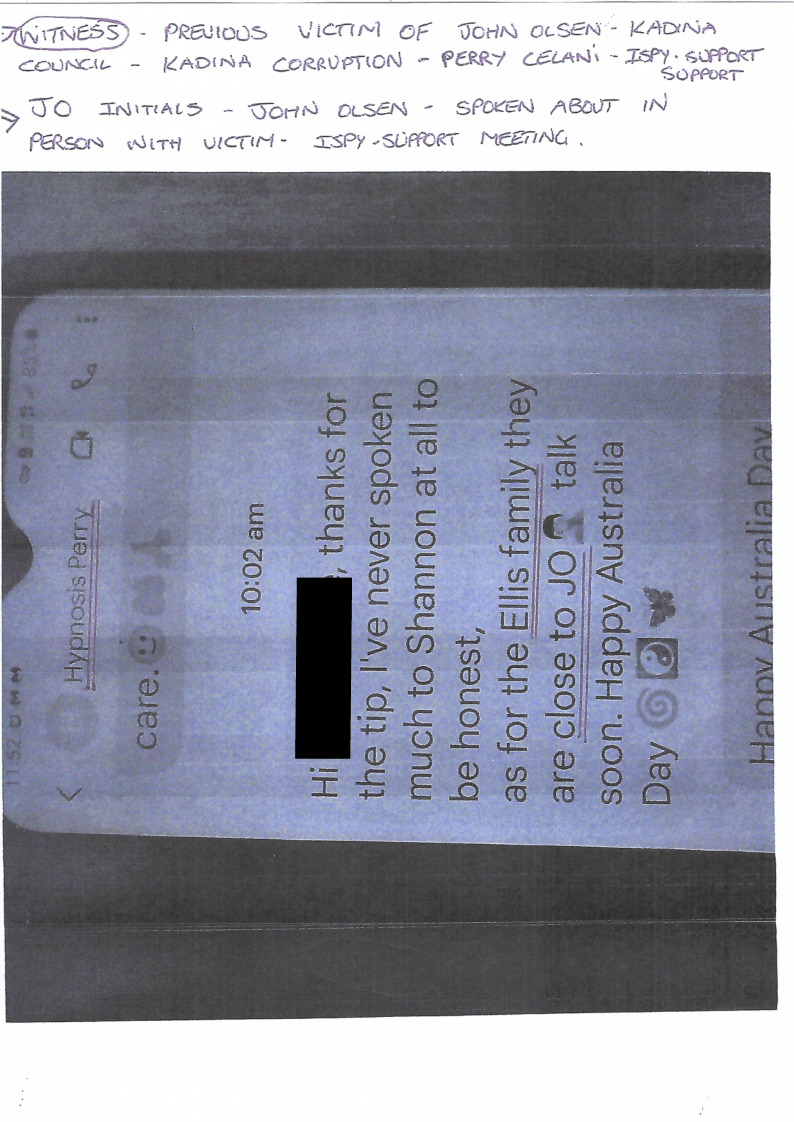 WITNESS - PREVIOUS VICTIM OF JOHN OLSEN - KADINA
COUNCIL - KADINA CORRUPTION - PERRY CELANI - ISPY-SUPPORT
SUPPORT
JO INITIALS - JOHN OLSEN - SPOKEN ABOUT IN
PERSON WITH VICTIM - ISPY-SUPPORT MEETING.
11:52
Hypnosis Perry
care. 🙂
10:02 am
Hi , thanks for
the tip, I've never spoken
much to Shannon at all to
be honest,
as for the Ellis family they
are close to JO talk
soon. Happy Australia
Day 🌀☯️🦋
Happy Australia Day